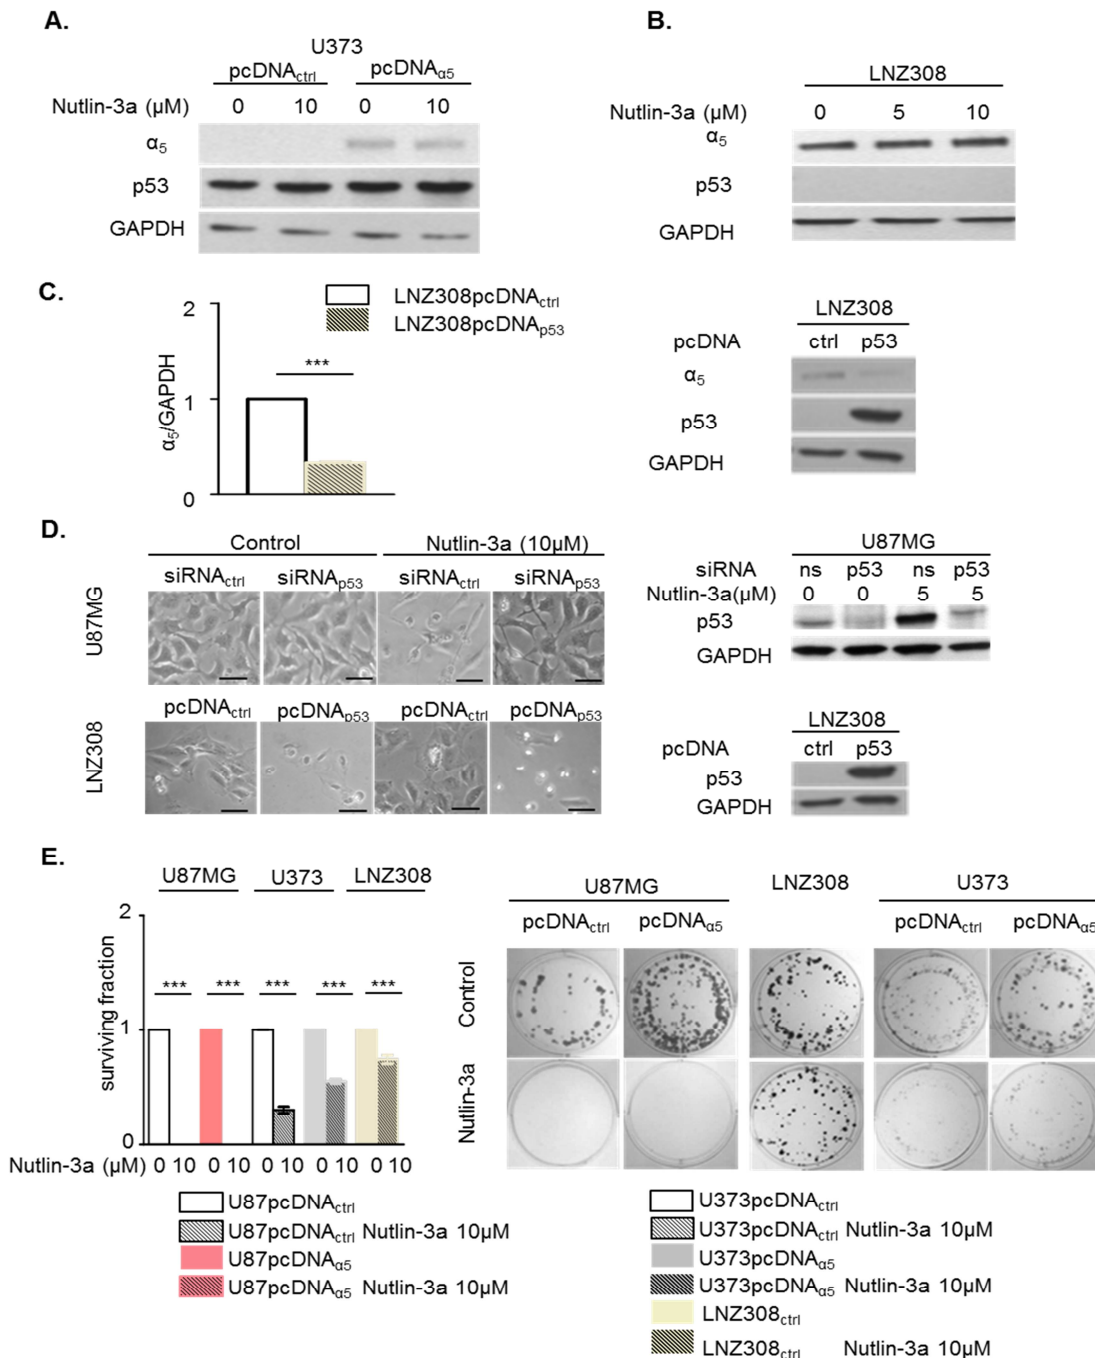 A.
U373
pcDNActrl pcDNAα5
Nutlin-3a (µM) 0 10 0 10
α5
p53
GAPDH
B.
LNZ308
Nutlin-3a (µM) 0 5 10
α5
p53
GAPDH
C.
2
1
0
α5/GAPDH
***
LNZ308pcDNActrl
LNZ308pcDNAp53
LNZ308
pcDNA ctrl p53
α5
p53
GAPDH
D.
Control Nutlin-3a (10µM)
siRNActrl siRNAp53 siRNActrl siRNAp53
U87MG
pcDNActrl pcDNAp53 pcDNActrl pcDNAp53
LNZ308
U87MG
siRNA ns p53 ns p53
Nutlin-3a(µM) 0 0 5 5
p53
GAPDH
LNZ308
pcDNA ctrl p53
p53
GAPDH
E.
U87MG U373 LNZ308
2
1
0
surviving fraction
*** *** *** *** ***
Nutlin-3a (µM) 0 10 0 10 0 10 0 10 0 10
U87pcDNActrl
U87pcDNActrl Nutlin-3a 10µM
U87pcDNAα5
U87pcDNAα5 Nutlin-3a 10µM
U87MG LNZ308 U373
pcDNActrl pcDNAα5 pcDNActrl pcDNAα5
Control
Nutlin-3a
U373pcDNActrl
U373pcDNActrl Nutlin-3a 10µM
U373pcDNAα5
U373pcDNAα5 Nutlin-3a 10µM
LNZ308ctrl
LNZ308ctrl Nutlin-3a 10µM